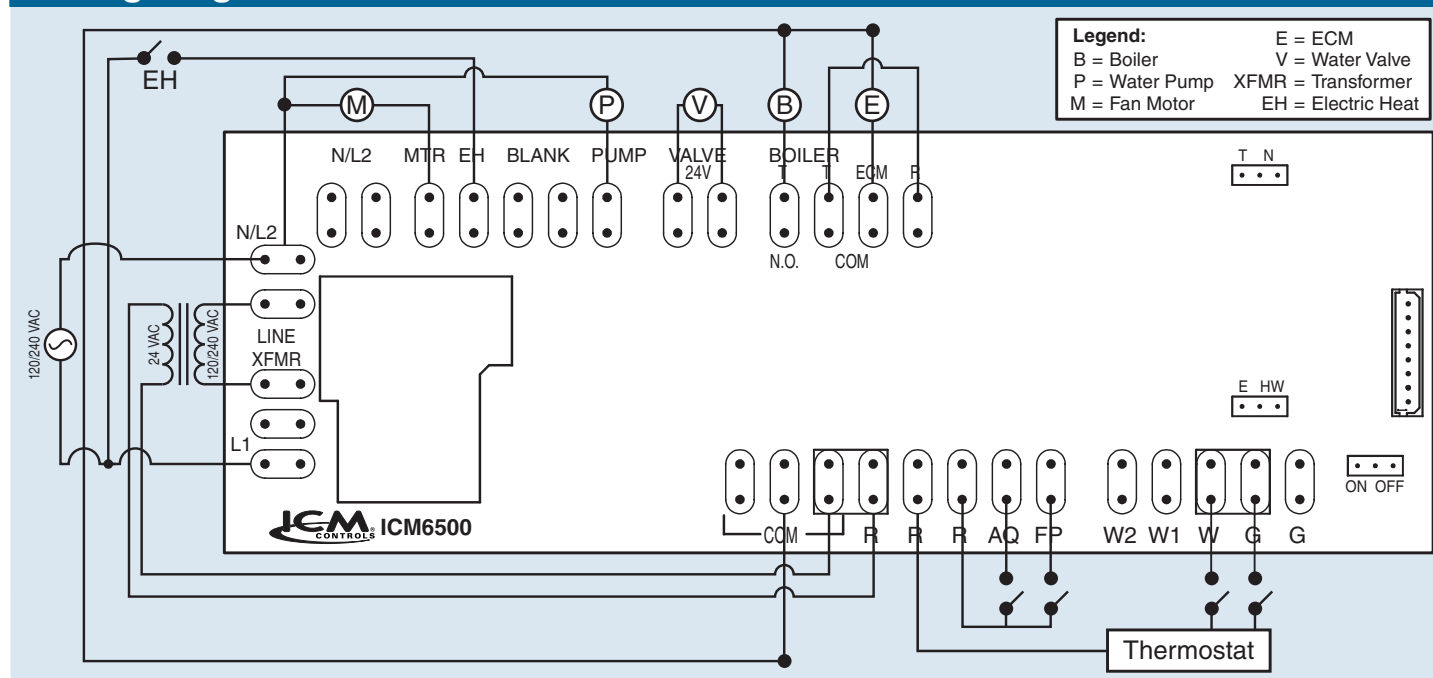 Legend:
B = Boiler
P = Water Pump
M = Fan Motor
E = ECM
V = Water Valve
XFMR = Transformer
EH = Electric Heat
EH
M
P
V
B
E
N/L2 MTR EH BLANK PUMP VALVE BOILER
24V T T ECM R
T N
N/L2
N.O. COM
120/240 VAC
24 VAC
120/240 VAC
LINE
XFMR
E HW
L1
ON OFF
ICM
CONTROLS
®
ICM6500
COM R R R AQ FP W2 W1 W G G
Thermostat